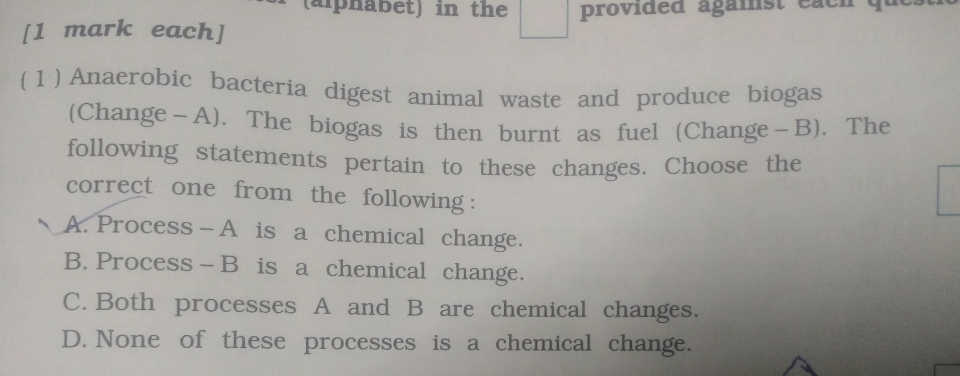 (alphabet) in the provided against each
[1 mark each]
(1) Anaerobic bacteria digest animal waste and produce biogas
(Change – A). The biogas is then burnt as fuel (Change – B). The
following statements pertain to these changes. Choose the
correct one from the following :
A. Process – A is a chemical change.
B. Process – B is a chemical change.
C. Both processes A and B are chemical changes.
D. None of these processes is a chemical change.